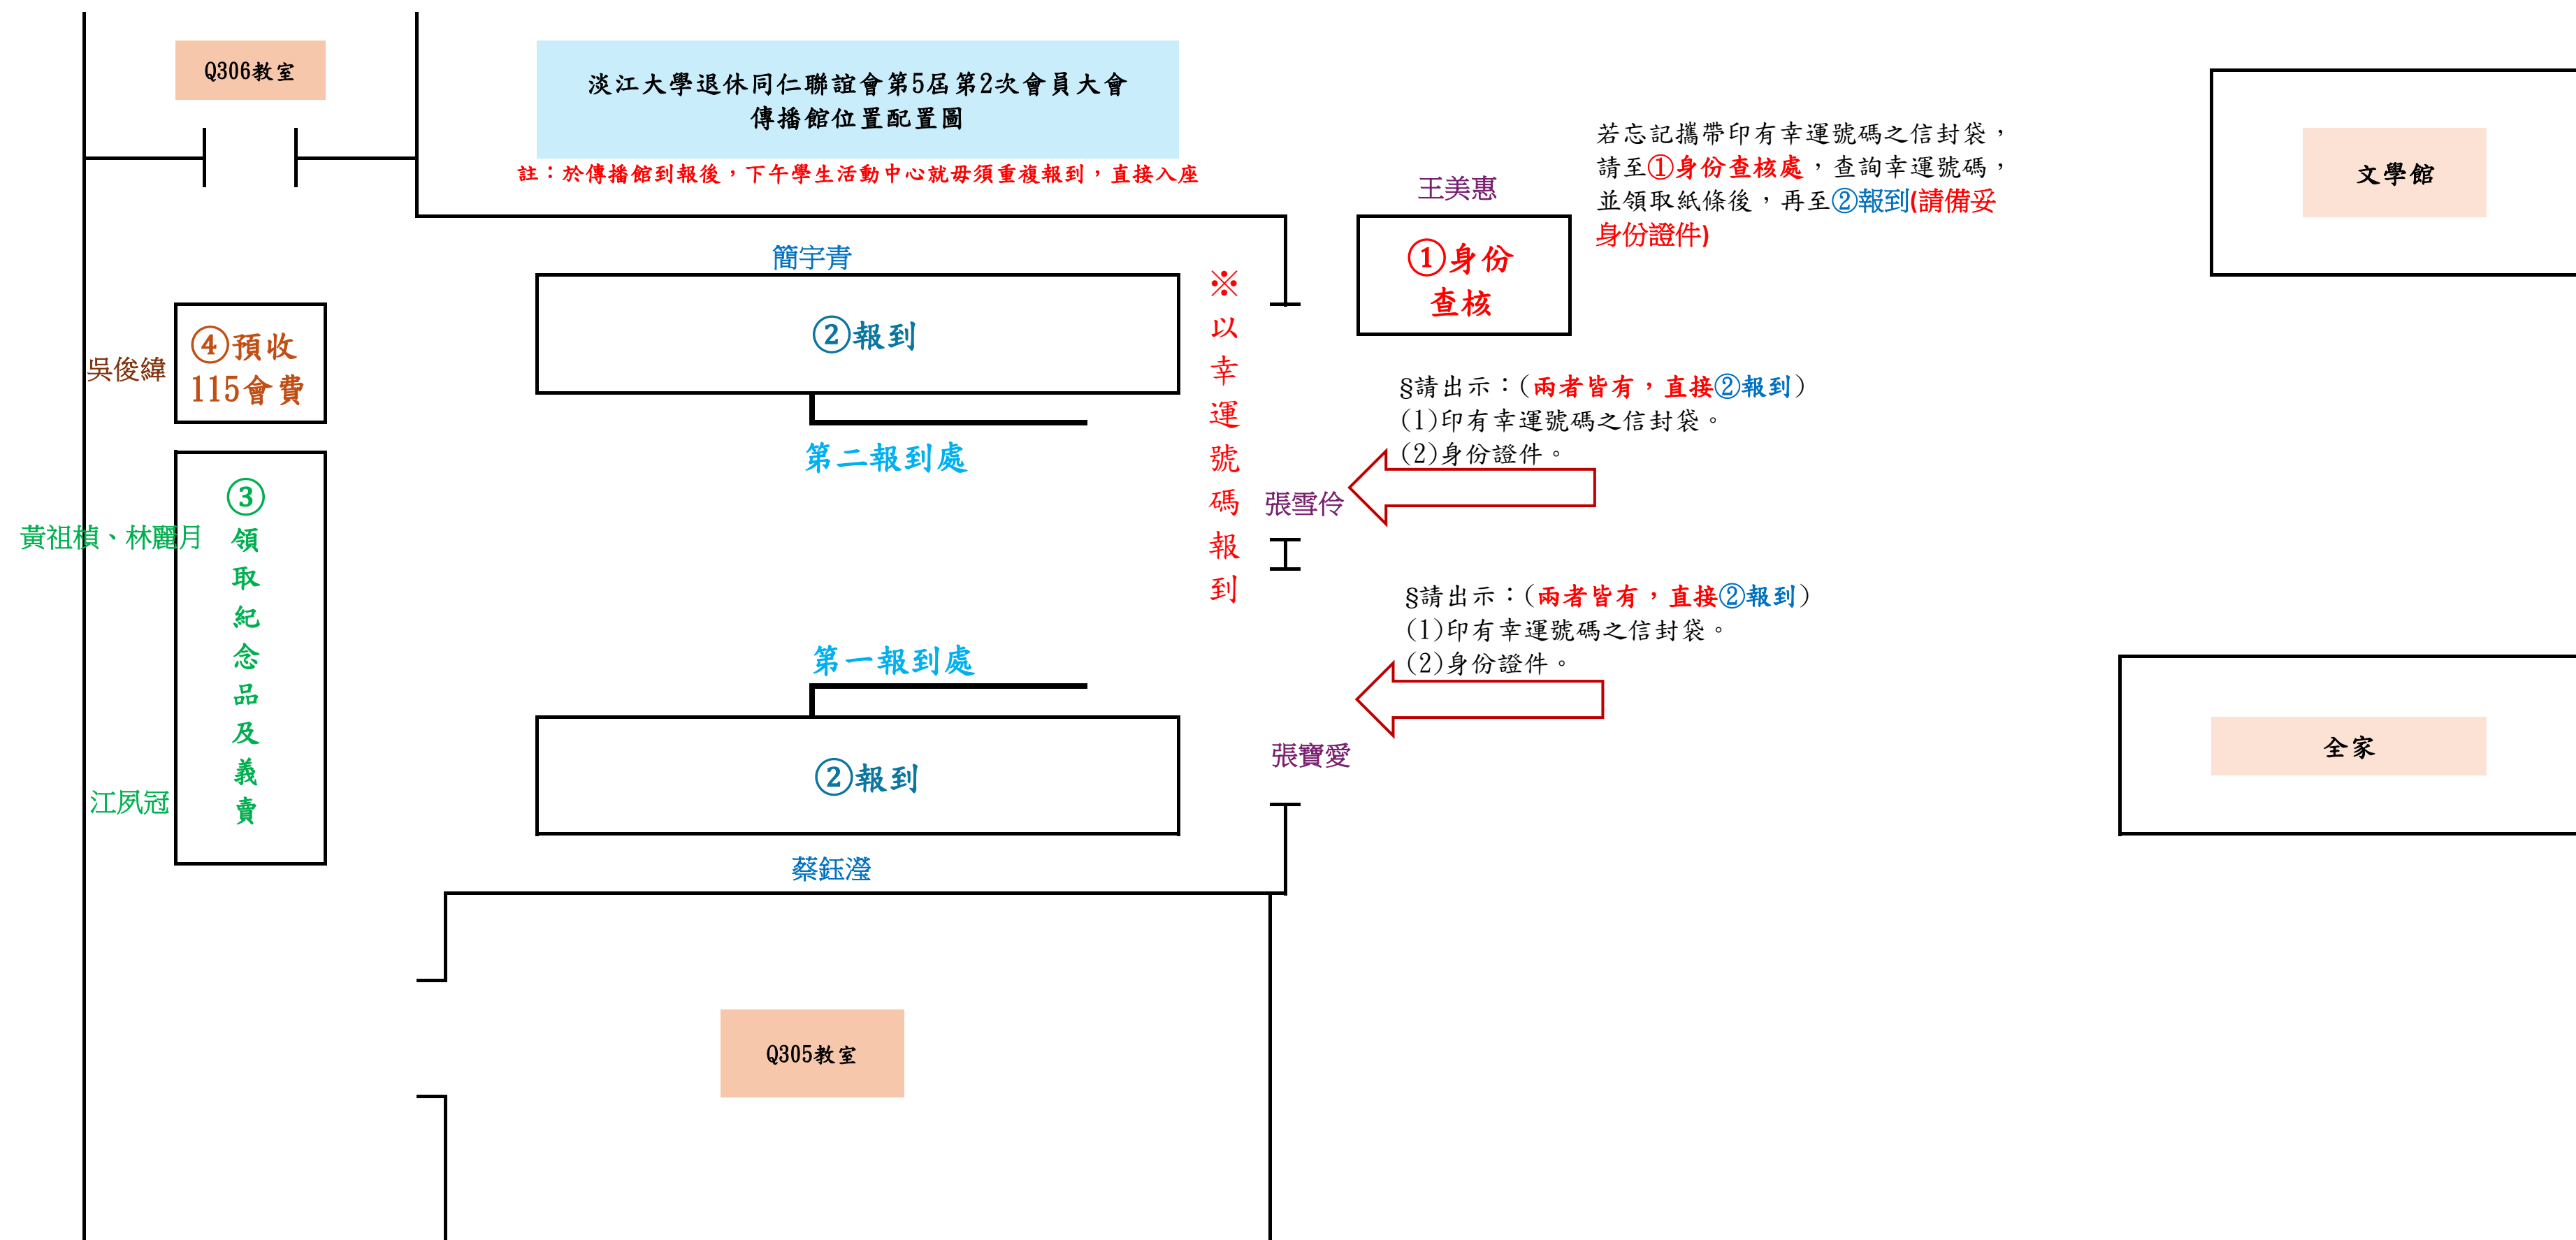 Q306教室
淡江大學退休同仁聯誼會第5屆第2次會員大會
傳播館位置配置圖
註：於傳播館到報後，下午學生活動中心就毋須重複報到，直接入座
王美惠
①身份
查核
若忘記攜帶印有幸運號碼之信封袋，
請至①身份查核處，查詢幸運號碼，
並領取紙條後，再至②報到(請備妥
身份證件)
文學館
簡宇青
②報到
第二報到處
※以幸運號碼報到
吳俊緯
④預收
115會費
③領取紀念品及義賣
黃祖楨、林麗月
江夙冠
§請出示：(兩者皆有，直接②報到)
(1)印有幸運號碼之信封袋。
(2)身份證件。
張雪伶
§請出示：(兩者皆有，直接②報到)
(1)印有幸運號碼之信封袋。
(2)身份證件。
張寶愛
第一報到處
②報到
蔡鈺瀅
全家
Q305教室